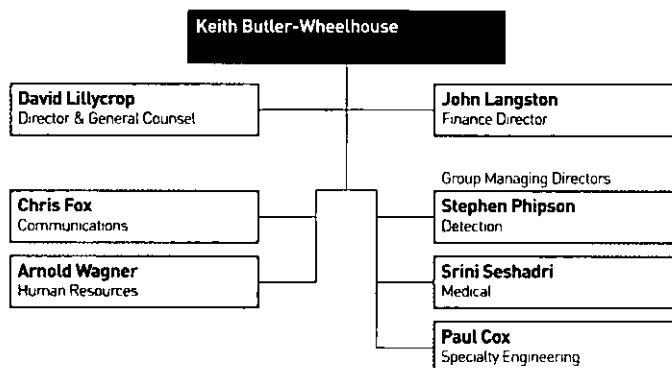 Keith Butler-Wheelhouse
David Lillycrop
Director & General Counsel
John Langston
Finance Director
Group Managing Directors
Chris Fox
Communications
Stephen Phipson
Detection
Arnold Wagner
Human Resources
Srini Seshadri
Medical
Paul Cox
Specialty Engineering